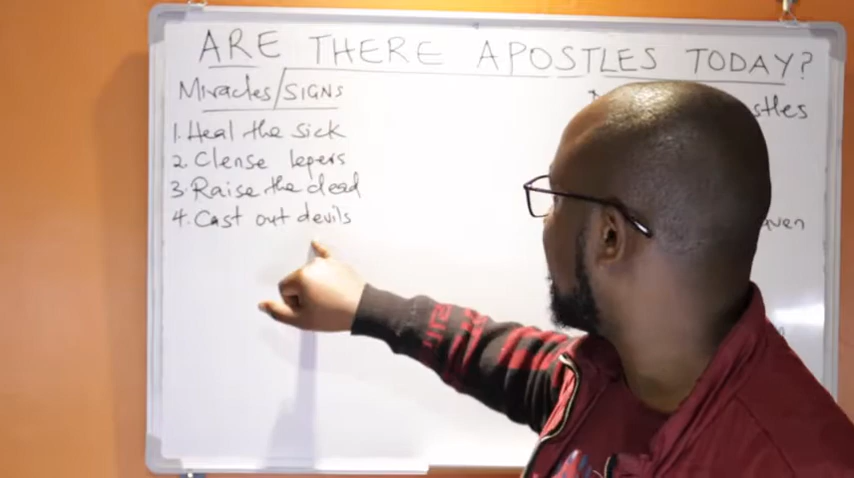 ARE THERE APOSTLES TODAY?
Miracles/SIGNS
1. Heal the sick
2. Clense lepers
3. Raise the dead
4. Cast out devils